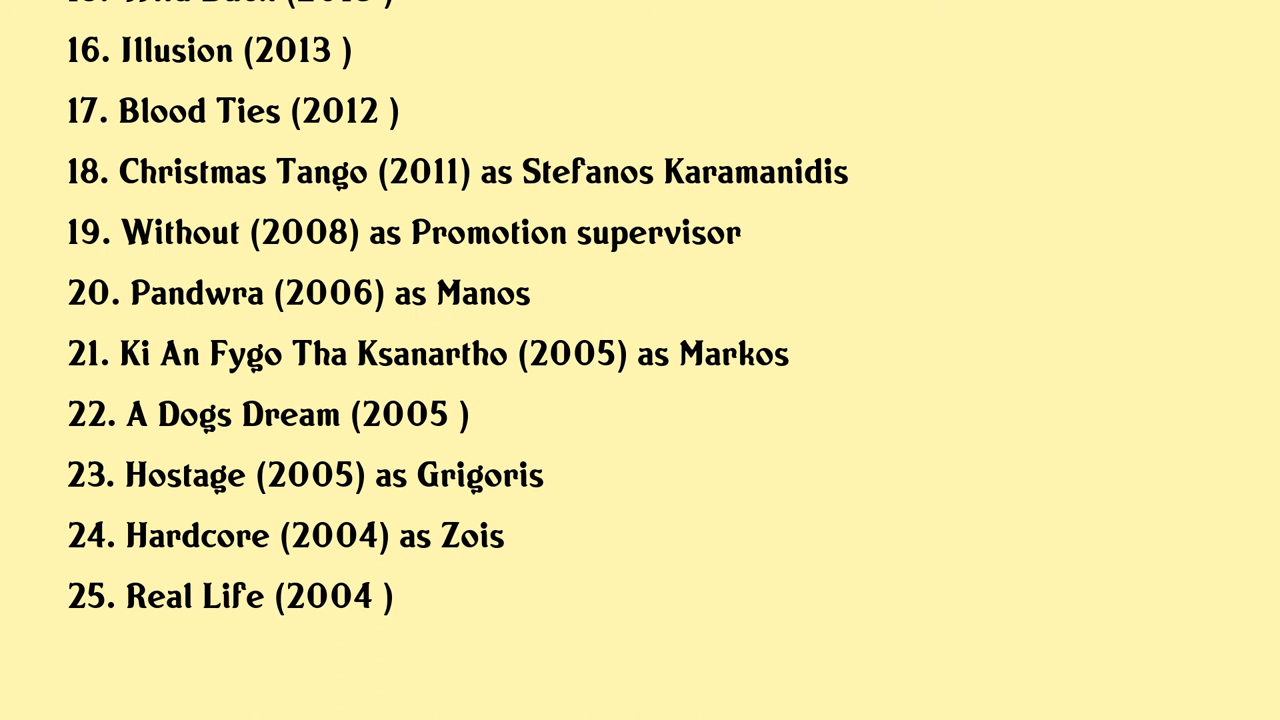 16. Illusion (2013 )
17. Blood Ties (2012 )
18. Christmas Tango (2011) as Stefanos Karamanidis
19. Without (2008) as Promotion supervisor
20. Pandwra (2006) as Manos
21. Ki An Fygo Tha Ksanartho (2005) as Markos
22. A Dogs Dream (2005 )
23. Hostage (2005) as Grigoris
24. Hardcore (2004) as Zois
25. Real Life (2004 )